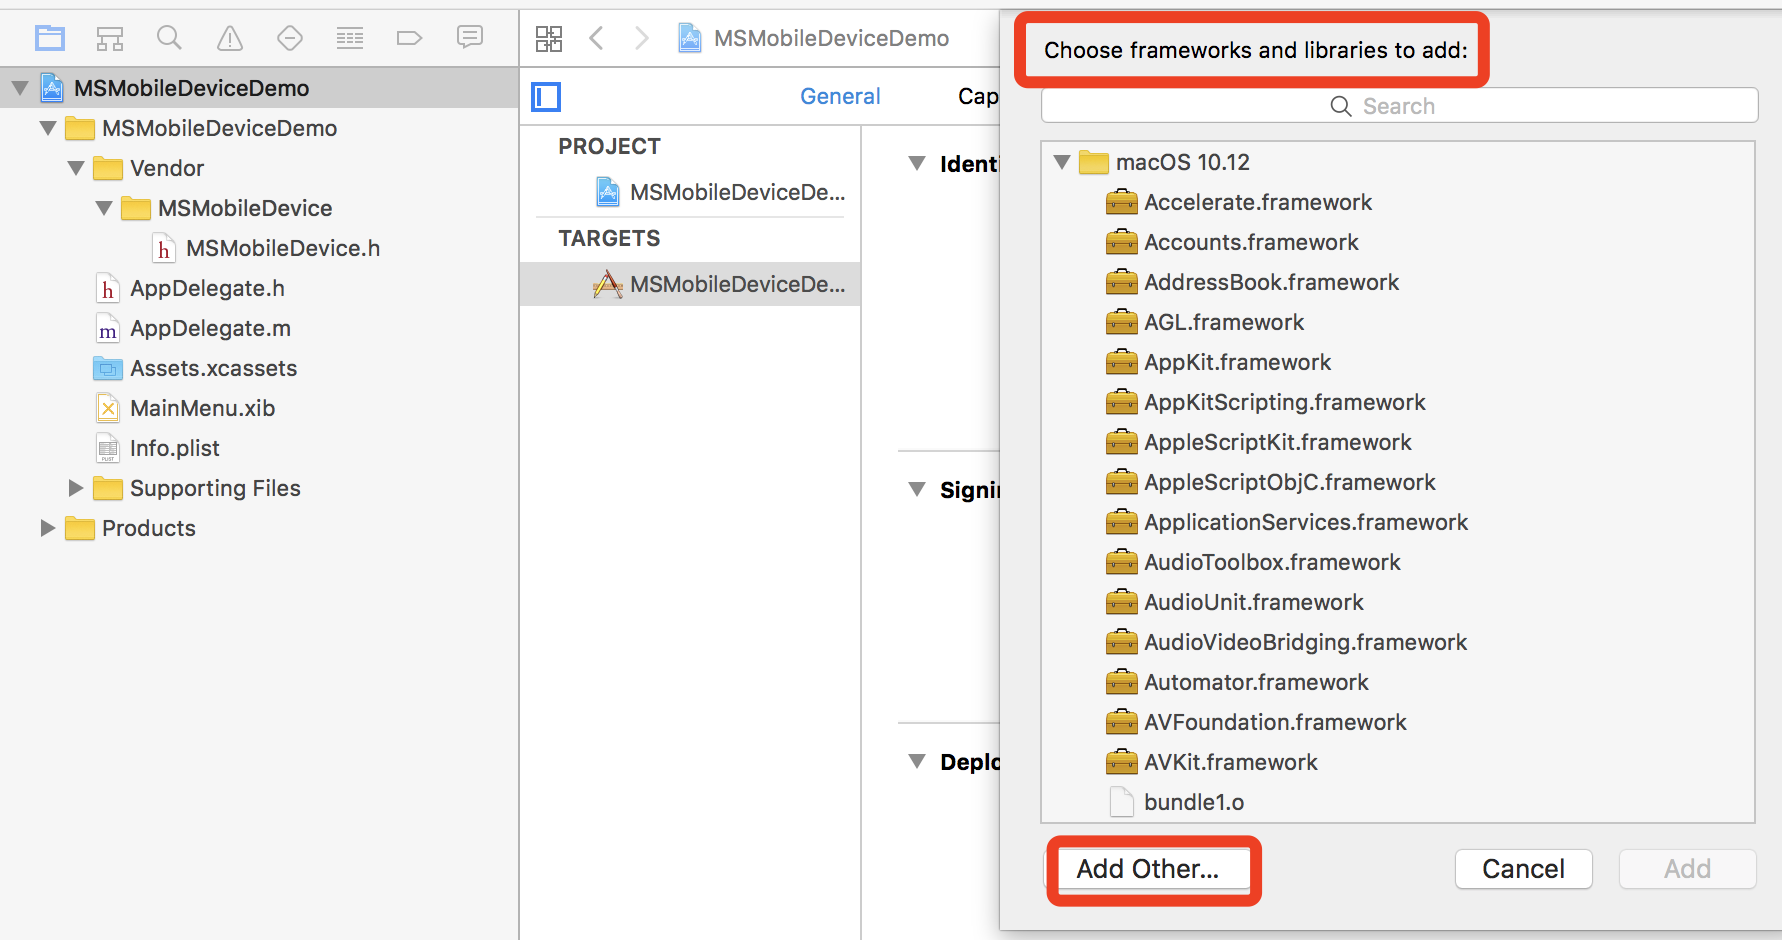 MSMobileDeviceDemo
MSMobileDeviceDemo
Vendor
MSMobileDevice
h MSMobileDevice.h
h AppDelegate.h
m AppDelegate.m
Assets.xcassets
MainMenu.xib
PLIST Info.plist
Supporting Files
Products
MSMobileDeviceDemo
General Cap
PROJECT
MSMobileDeviceDe...
TARGETS
MSMobileDeviceDe...
Identi
Signin
Deplo
Choose frameworks and libraries to add:
Search
macOS 10.12
Accelerate.framework
Accounts.framework
AddressBook.framework
AGL.framework
AppKit.framework
AppKitScripting.framework
AppleScriptKit.framework
AppleScriptObjC.framework
ApplicationServices.framework
AudioToolbox.framework
AudioUnit.framework
AudioVideoBridging.framework
Automator.framework
AVFoundation.framework
AVKit.framework
bundle1.o
Add Other... Cancel Add